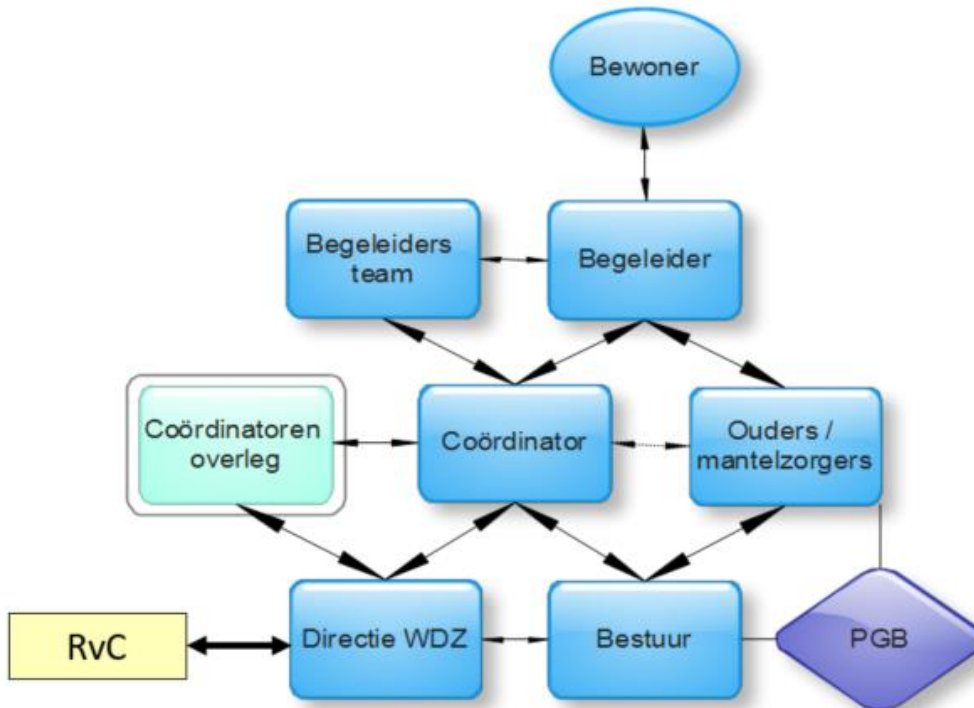 Bewoner
Begeleiders
team
Begeleider
Coördinatoren
overleg
Coördinator
Ouders /
mantelzorgers
RvC
Directie WDZ
Bestuur
PGB